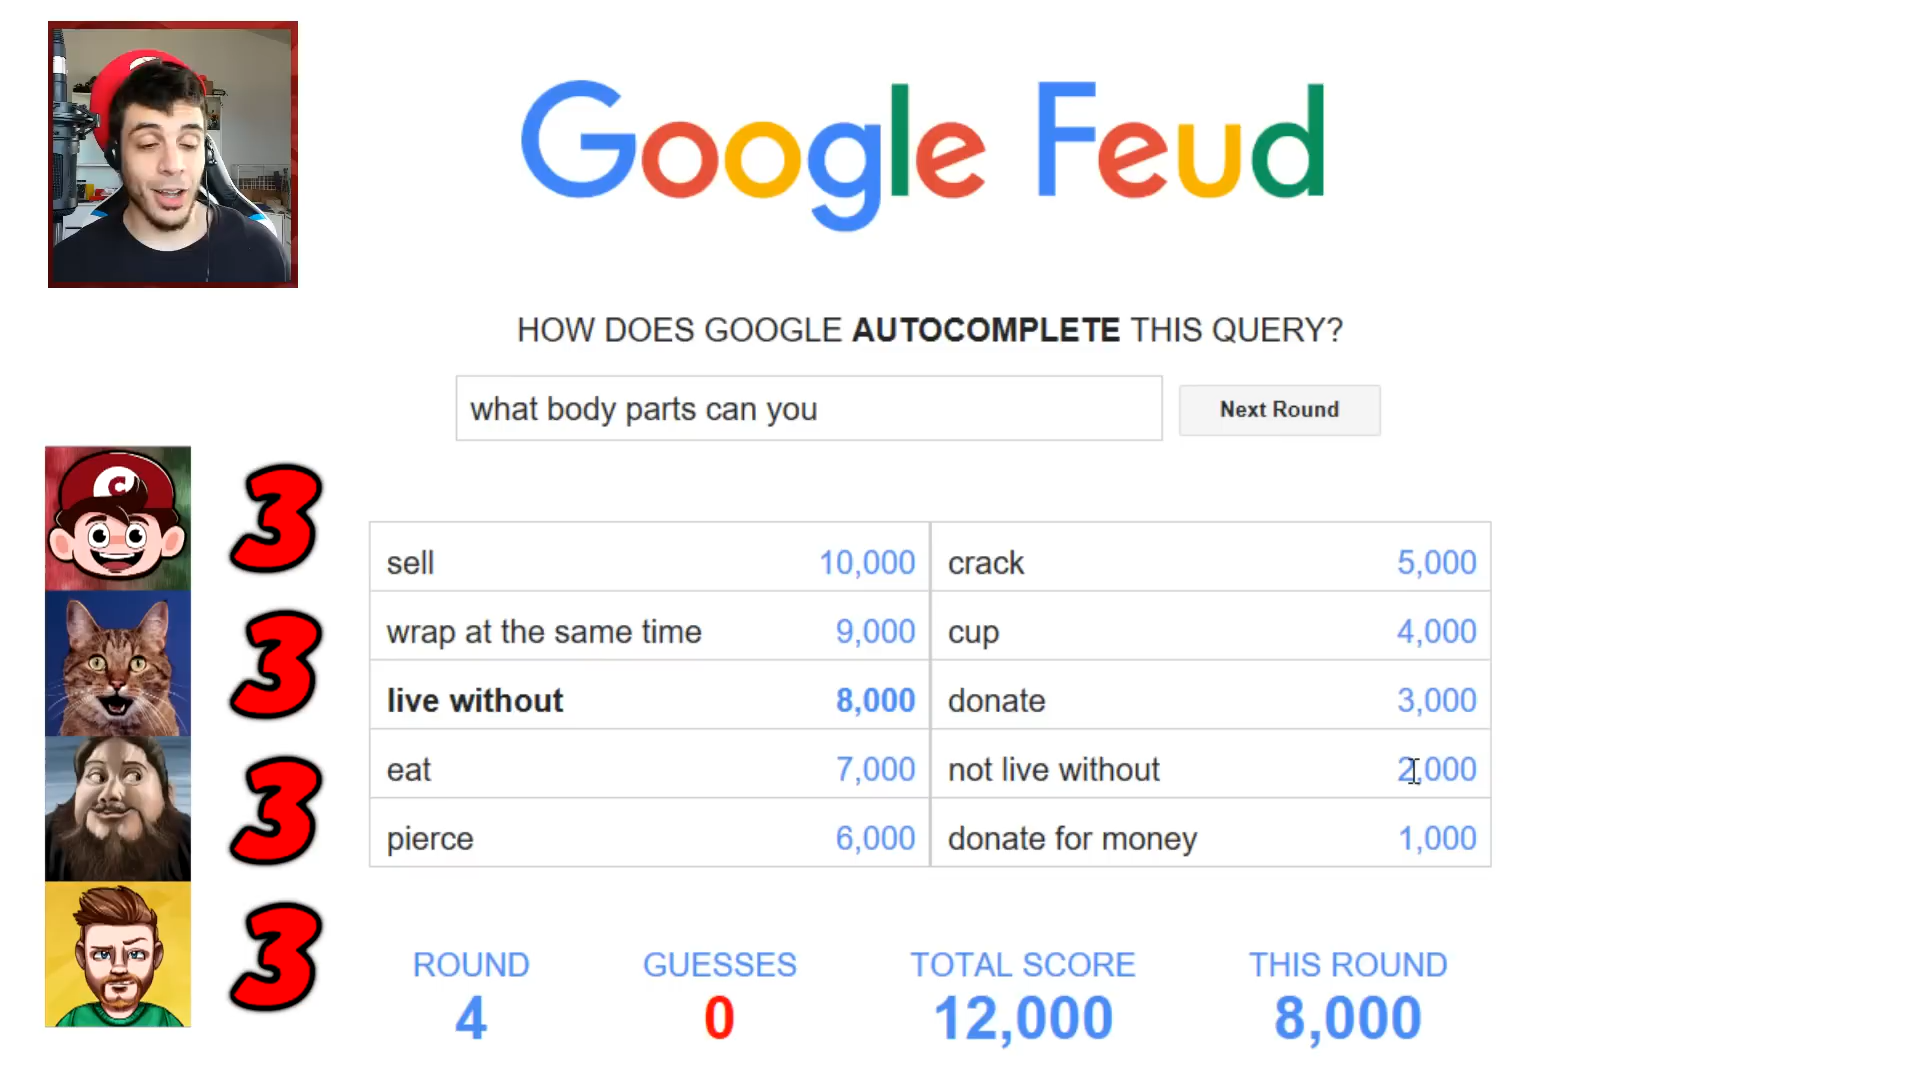 Google Feud
HOW DOES GOOGLE AUTOCOMPLETE THIS QUERY?
what body parts can you
Next Round
C
3
3
3
3
sell 10,000
wrap at the same time 9,000
live without 8,000
eat 7,000
pierce 6,000
crack 5,000
cup 4,000
donate 3,000
not live without 2,000
donate for money 1,000
ROUND
4
GUESSES
0
TOTAL SCORE
12,000
THIS ROUND
8,000